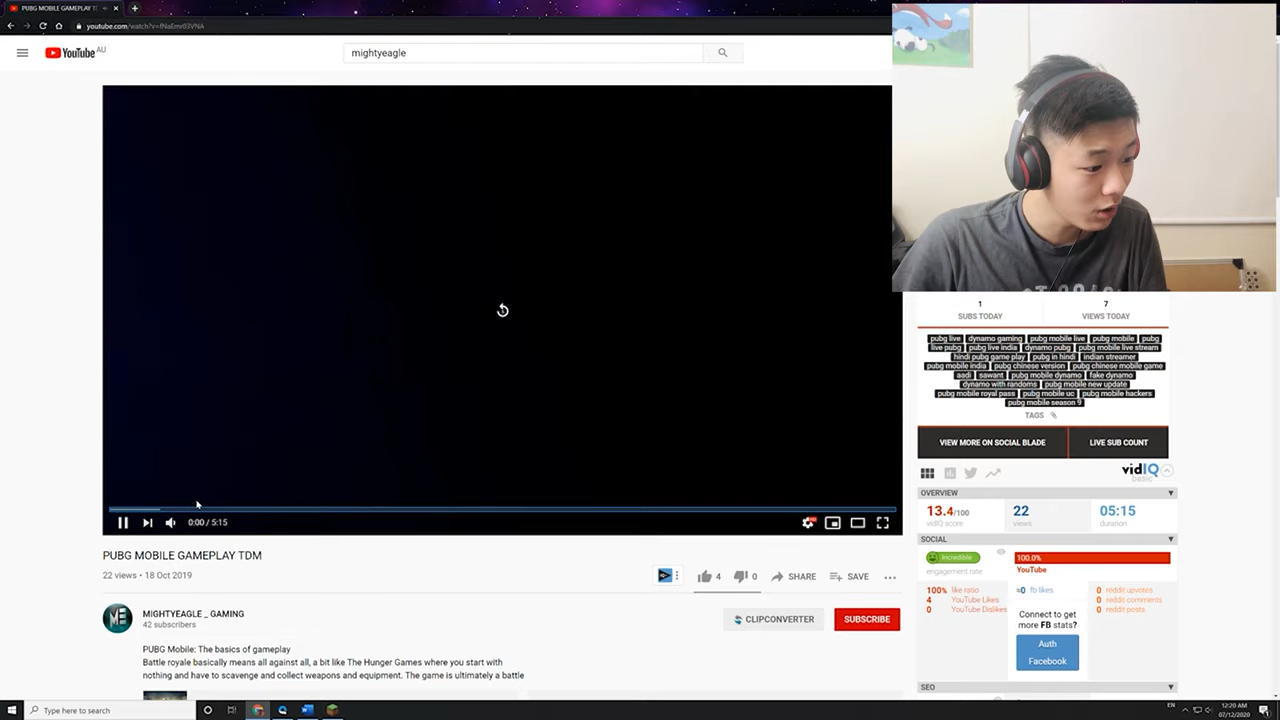 PUBG MOBILE GAMEPLAY T
youtube.com/watch?v=fNaEmr03VNA
YouTube AU
mightyeagle
0:00 / 5:15
PUBG MOBILE GAMEPLAY TDM
22 views • 18 Oct 2019
4
0
SHARE
SAVE
MIGHTYEAGLE _ GAMING
42 subscribers
CLIPCONVERTER
SUBSCRIBE
PUBG Mobile: The basics of gameplay
Battle royale basically means all against all, a bit like The Hunger Games where you start with
nothing and have to scavenge and collect weapons and equipment. The game is ultimately a battle
1
7
SUBS TODAY
VIEWS TODAY
pubg live dynamo gaming pubg mobile live pubg mobile pubg
live pubg pubg live india dynamo pubg pubg mobile live stream
hindi pubg game play pubg in hindi indian streamer
pubg mobile india pubg chinese version pubg chinese mobile game
aadi sawant pubg mobile dynamo fake dynamo
dynamo with randoms pubg mobile new update
pubg mobile royal pass pubg mobile uc pubg mobile hackers
pubg mobile season 9
TAGS
VIEW MORE ON SOCIAL BLADE
LIVE SUB COUNT
vidIQ
basic
OVERVIEW
13.4/100
22
05:15
vidIQ score
views
duration
SOCIAL
Incredible
engagement rate
100.0%
YouTube
100% like ratio
4 YouTube Likes
0 YouTube Dislikes
≈0 fb likes
Connect to get
more FB stats?
Auth
Facebook
0 reddit upvotes
0 reddit comments
0 reddit posts
SEO
Type here to search
EN
12:20 AM
07/12/2020